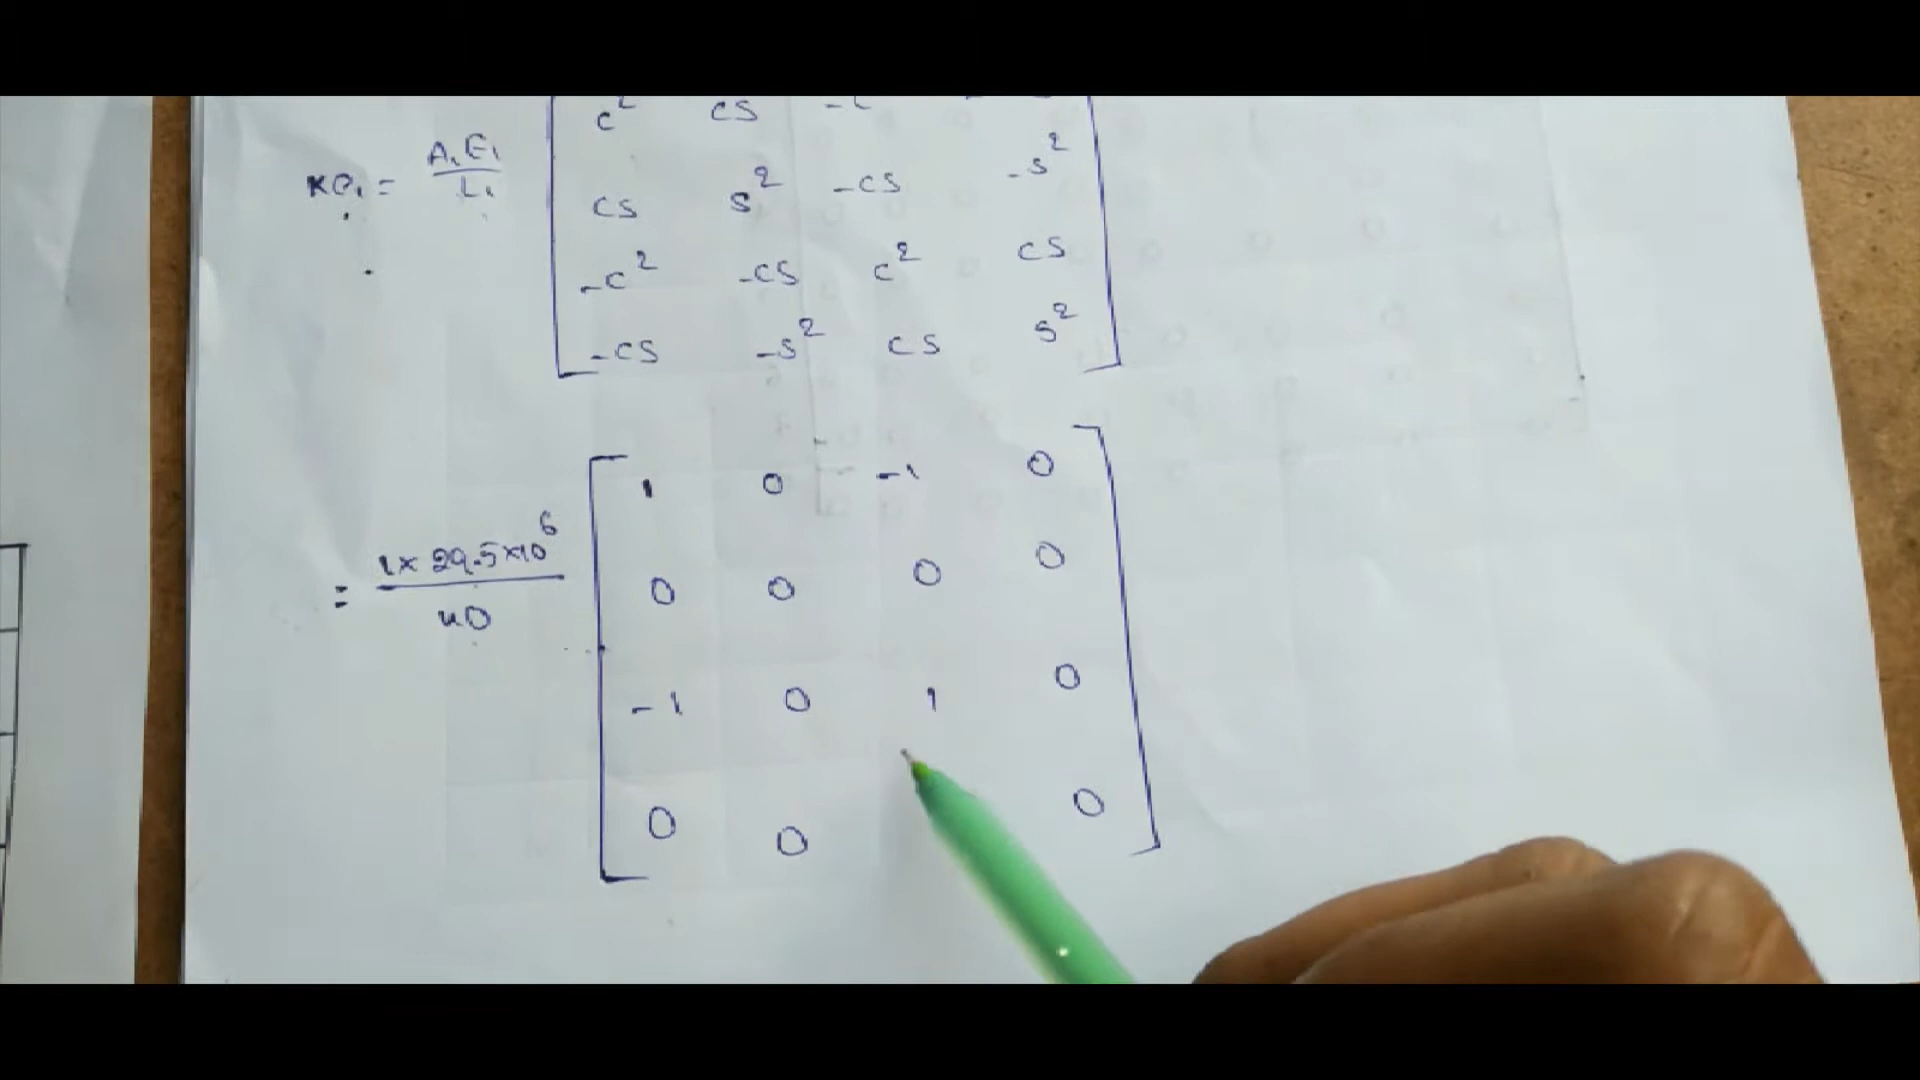 c² cs -c
Ke₁ = A₁E₁ / L₁
cs s² -cs -s²
-c² -cs c² cs
-cs -s² cs s²
1 0 -1 0
= 1×29.5×10⁶ / 40
0 0 0 0
-1 0 1 0
0 0 0